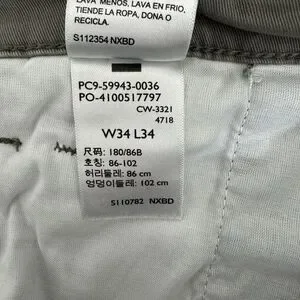 LAVA MENOS, LAVA EN FRIO,
TIENDE LA ROPA, DONA O
RECICLA.
S112354 NXBD
PC9-59943-0036
PO-4100517797
CW-3321
4718
W34 L34
尺码: 180/86B
호칭: 86-102
허리둘레: 86 cm
엉덩이둘레: 102 cm
S110782 NXBD